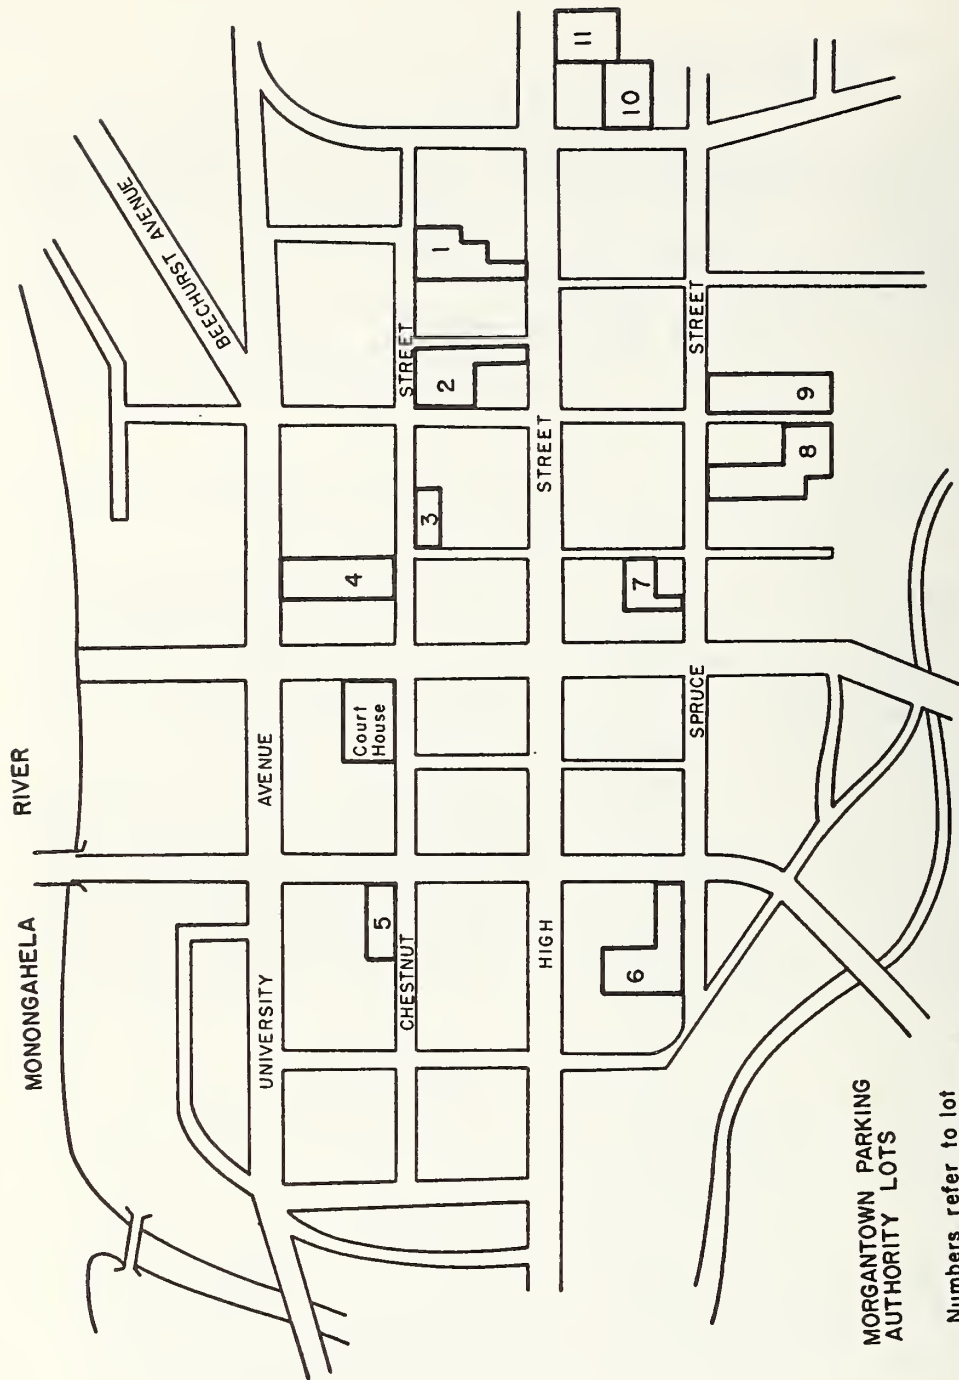 MONONGAHELA RIVER
BEECHURST AVENUE
UNIVERSITY AVENUE
CHESTNUT STREET
HIGH STREET
SPRUCE STREET
Court
House
1
2
3
4
5
6
7
8
9
10
11
MORGANTOWN PARKING
AUTHORITY LOTS
Numbers refer to lot